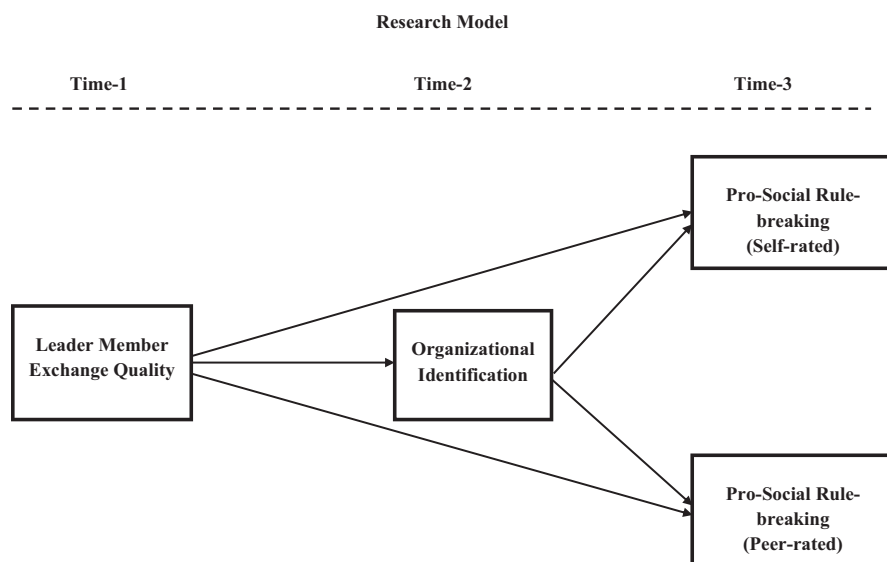 Research Model
Time-1 Time-2 Time-3
Pro-Social Rule-
breaking
(Self-rated)
Leader Member
Exchange Quality
Organizational
Identification
Pro-Social Rule-
breaking
(Peer-rated)